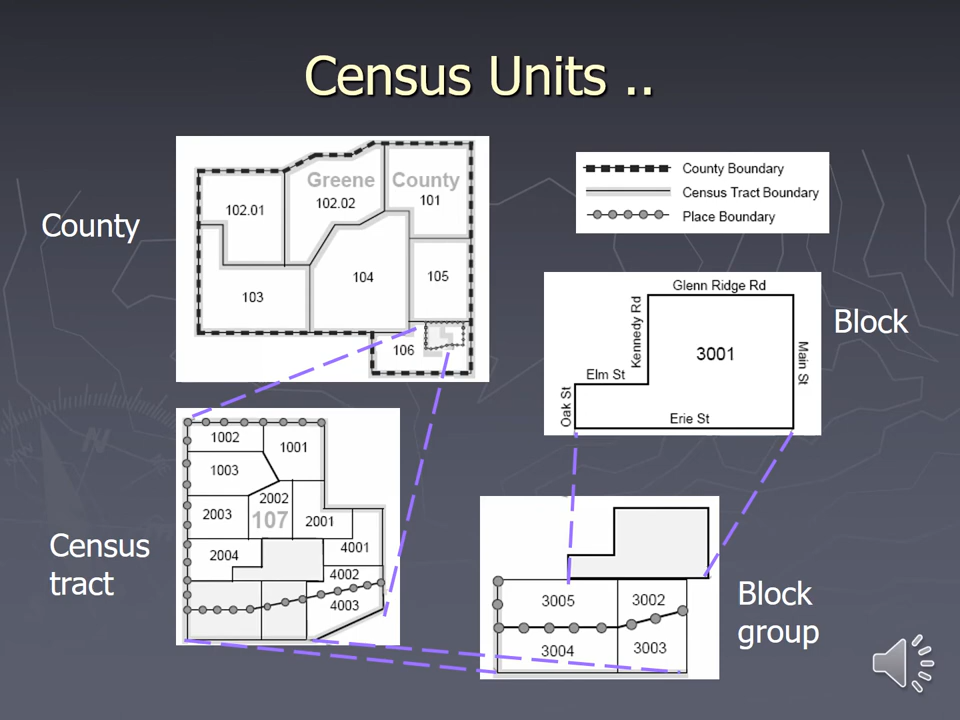 Census Units ..
County
Greene County
102.01
102.02
101
103
104
105
106
County Boundary
Census Tract Boundary
Place Boundary
Glenn Ridge Rd
Kennedy Rd
3001
Main St
Elm St
Oak St
Erie St
Block
Census
tract
1002
1001
1003
2002
2003
107
2001
2004
4001
4002
4003
3005
3002
3004
3003
Block
group
N